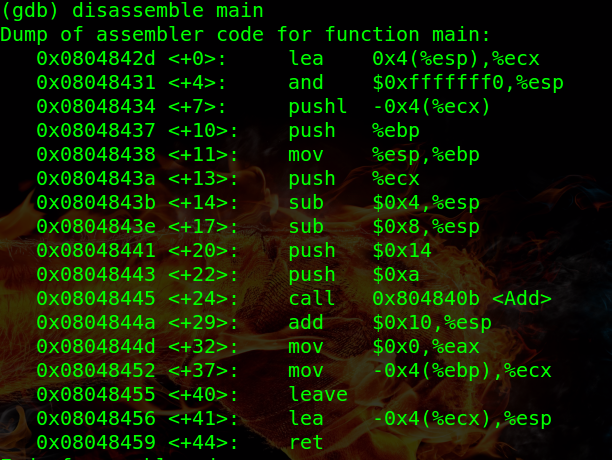 (gdb) disassemble main
Dump of assembler code for function main:
   0x0804842d <+0>:     lea    0x4(%esp),%ecx
   0x08048431 <+4>:     and    $0xfffffff0,%esp
   0x08048434 <+7>:     pushl  -0x4(%ecx)
   0x08048437 <+10>:    push   %ebp
   0x08048438 <+11>:    mov    %esp,%ebp
   0x0804843a <+13>:    push   %ecx
   0x0804843b <+14>:    sub    $0x4,%esp
   0x0804843e <+17>:    sub    $0x8,%esp
   0x08048441 <+20>:    push   $0x14
   0x08048443 <+22>:    push   $0xa
   0x08048445 <+24>:    call   0x804840b <Add>
   0x0804844a <+29>:    add    $0x10,%esp
   0x0804844d <+32>:    mov    $0x0,%eax
   0x08048452 <+37>:    mov    -0x4(%ebp),%ecx
   0x08048455 <+40>:    leave
   0x08048456 <+41>:    lea    -0x4(%ecx),%esp
   0x08048459 <+44>:    ret